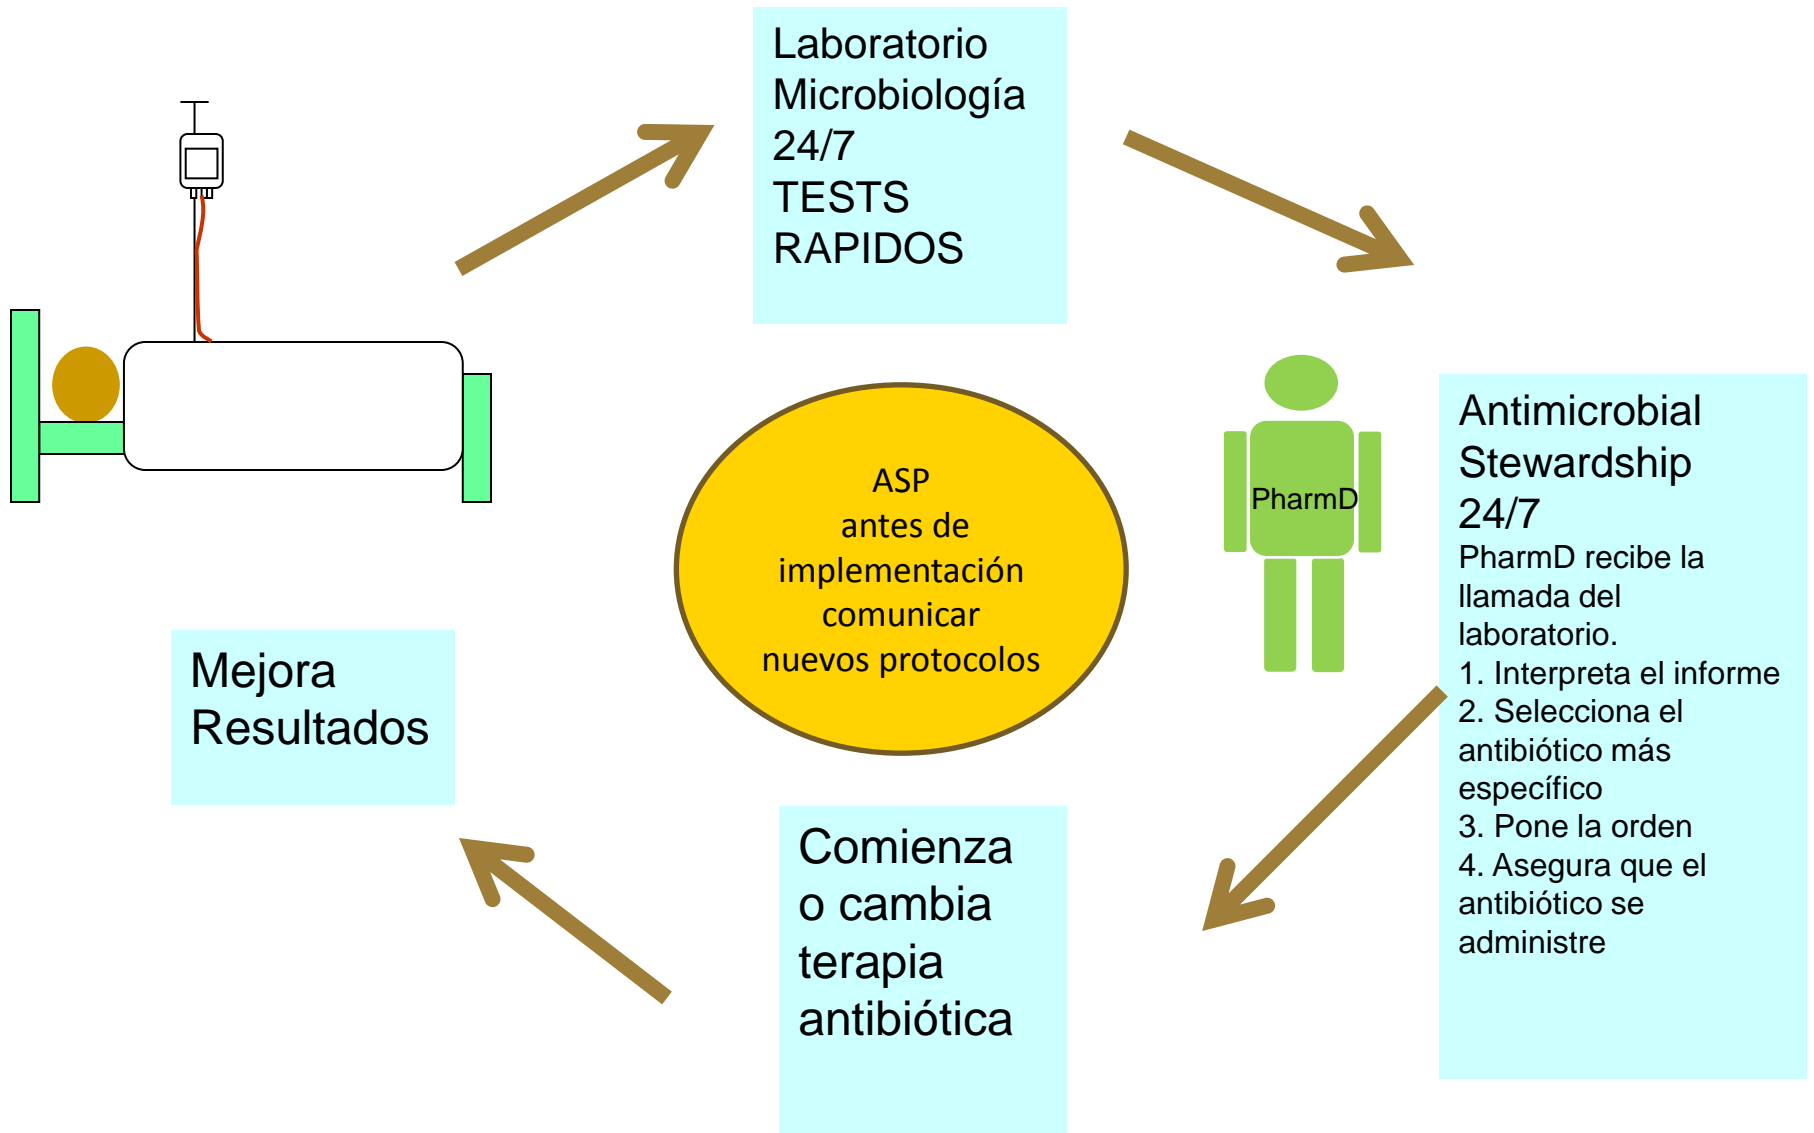 Laboratorio
Microbiología
24/7
TESTS
RAPIDOS
PharmD
Antimicrobial
Stewardship
24/7
PharmD recibe la
llamada del
laboratorio.
1. Interpreta el informe
2. Selecciona el
antibiótico más
específico
3. Pone la orden
4. Asegura que el
antibiótico se
administre
ASP
antes de
implementación
comunicar
nuevos protocolos
Comienza
o cambia
terapia
antibiótica
Mejora
Resultados